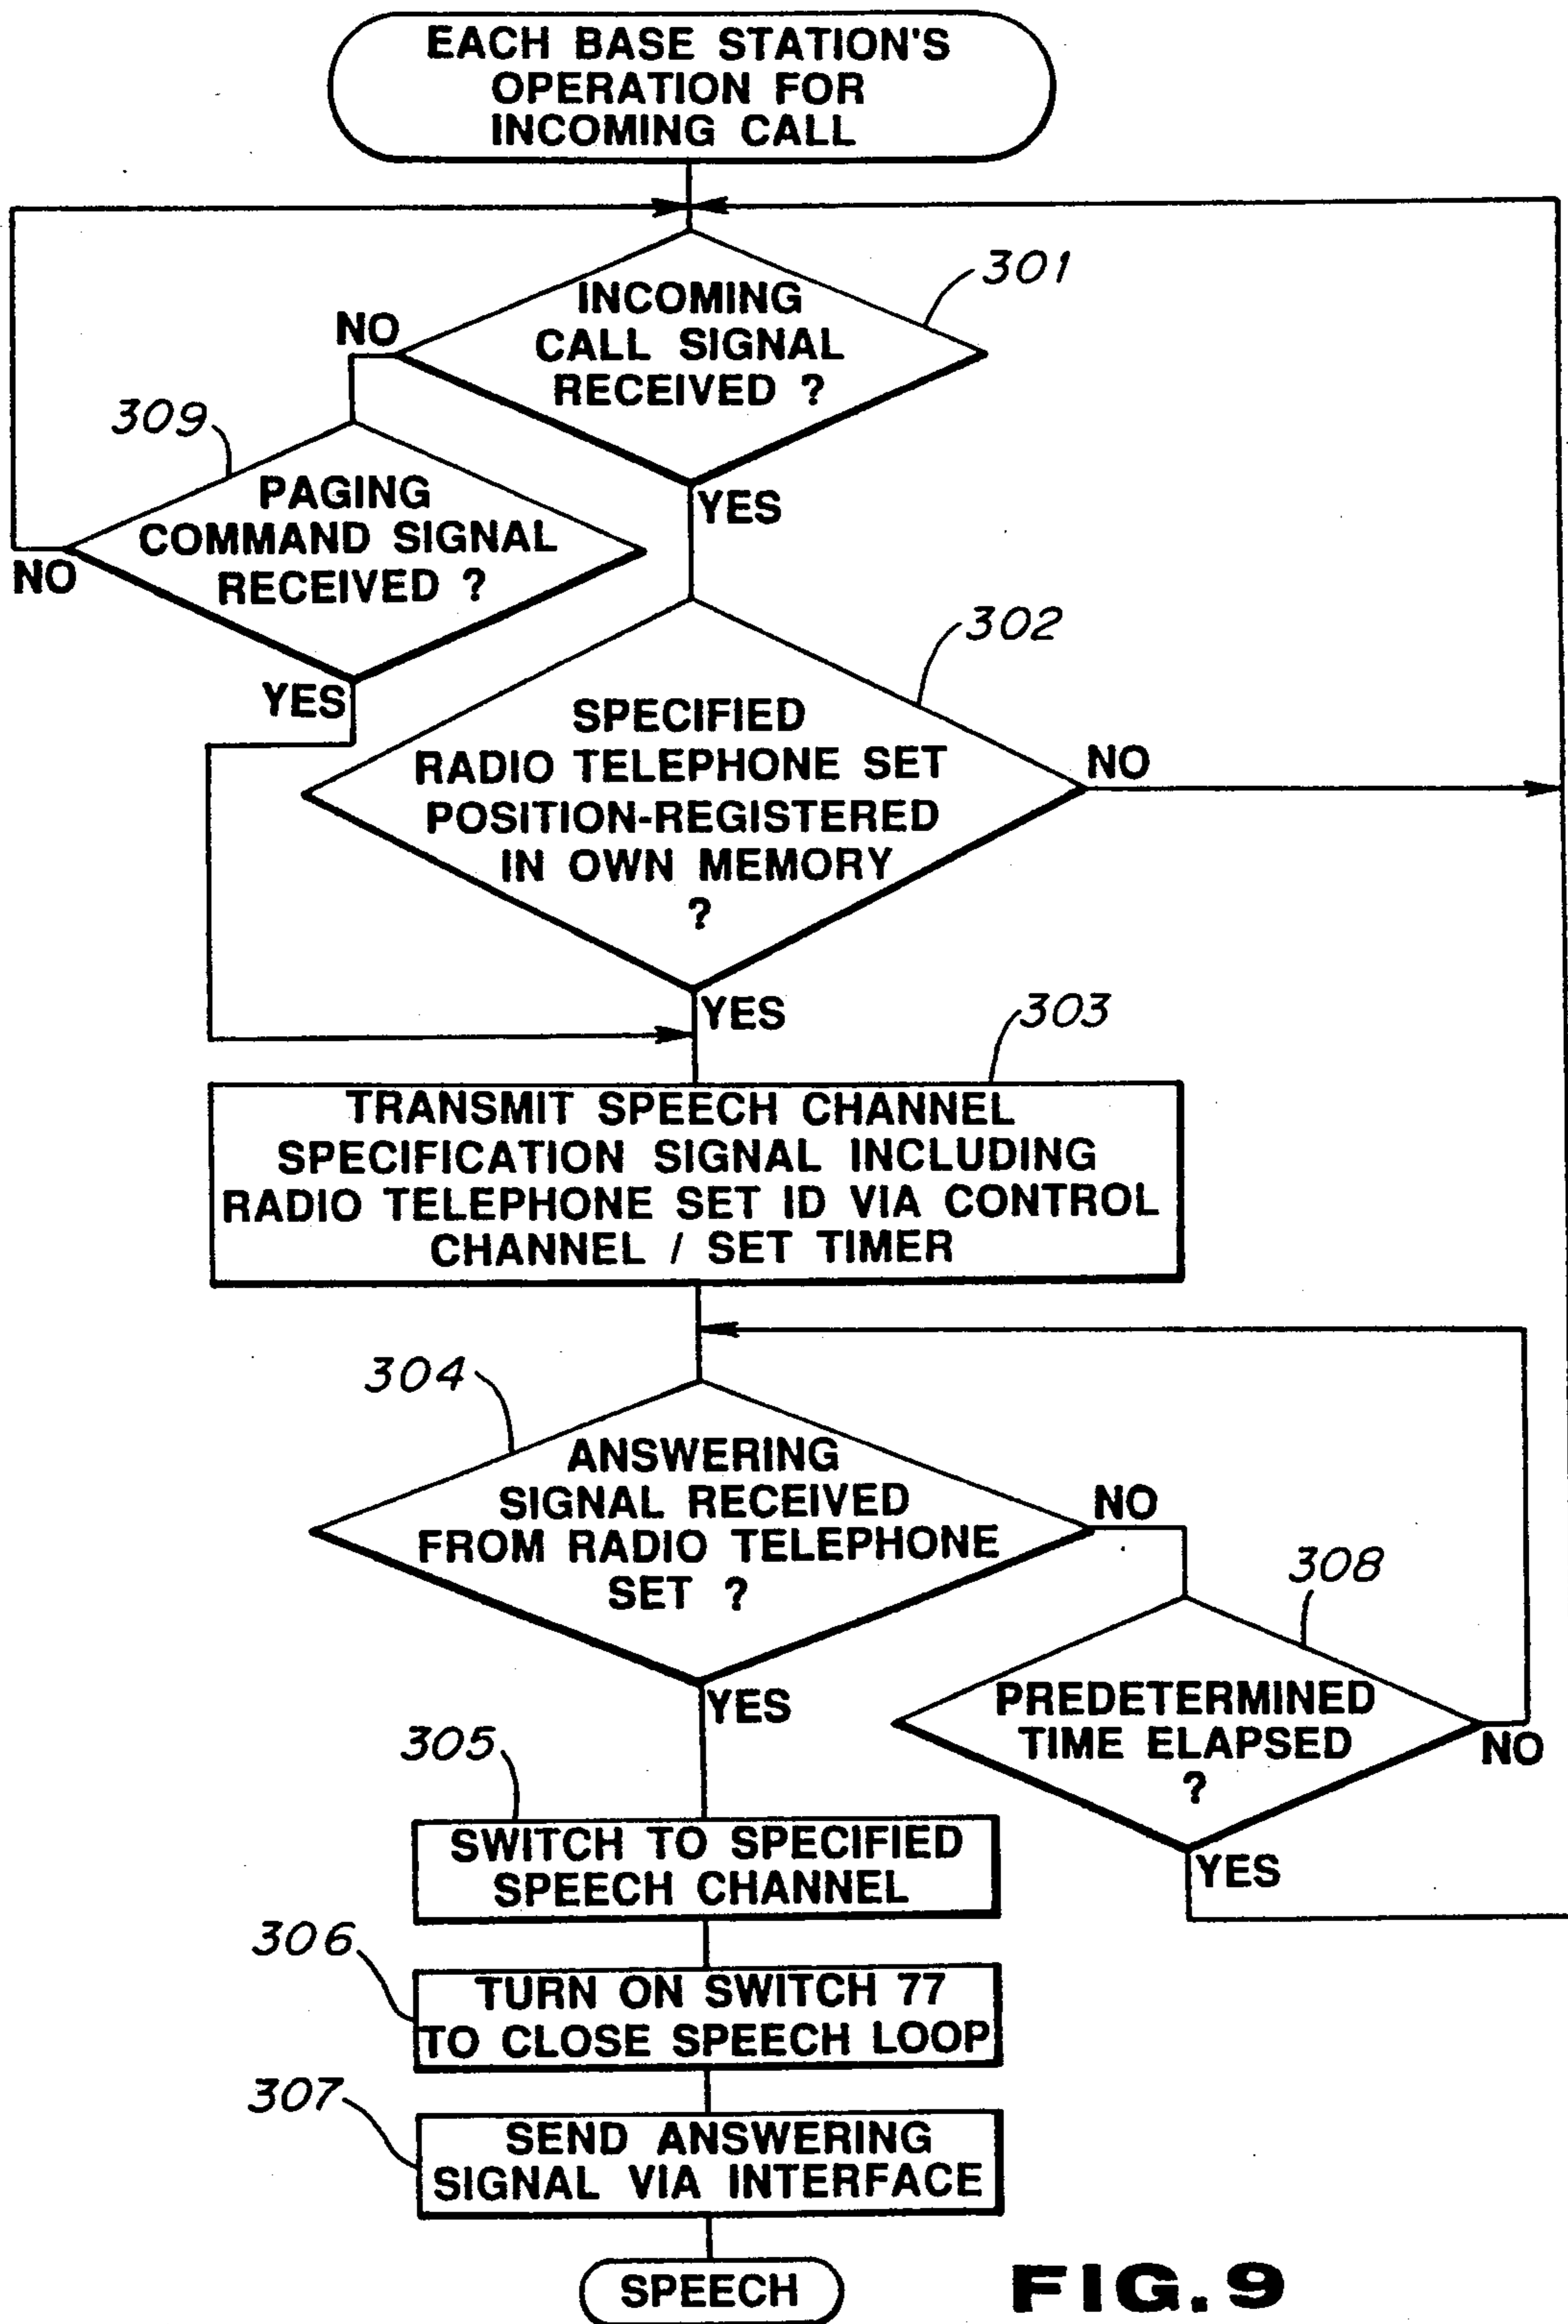 EACH BASE STATION'S
OPERATION FOR
INCOMING CALL
301
INCOMING
CALL SIGNAL
RECEIVED ?
NO
YES
309
PAGING
COMMAND SIGNAL
RECEIVED ?
NO
YES
302
SPECIFIED
RADIO TELEPHONE SET
POSITION-REGISTERED
IN OWN MEMORY
?
NO
YES
303
TRANSMIT SPEECH CHANNEL
SPECIFICATION SIGNAL INCLUDING
RADIO TELEPHONE SET ID VIA CONTROL
CHANNEL / SET TIMER
304
ANSWERING
SIGNAL RECEIVED
FROM RADIO TELEPHONE
SET ?
NO
YES
308
PREDETERMINED
TIME ELAPSED
?
NO
YES
305
SWITCH TO SPECIFIED
SPEECH CHANNEL
306
TURN ON SWITCH 77
TO CLOSE SPEECH LOOP
307
SEND ANSWERING
SIGNAL VIA INTERFACE
SPEECH
FIG. 9